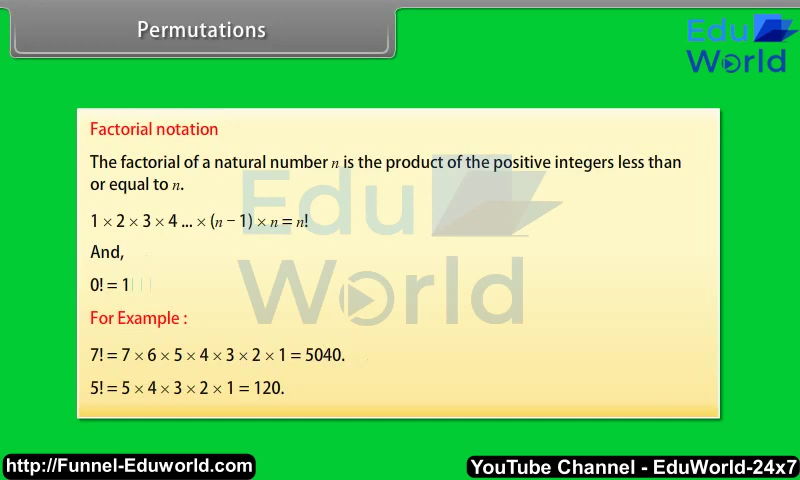 Permutations
Edu
World
Factorial notation
The factorial of a natural number n is the product of the positive integers less than
or equal to n.
1 × 2 × 3 × 4 ... × (n − 1) × n = n!
And,
0! = 1
For Example :
7! = 7 × 6 × 5 × 4 × 3 × 2 × 1 = 5040.
5! = 5 × 4 × 3 × 2 × 1 = 120.
Edu
World
http://Funnel-Eduworld.com
YouTube Channel - EduWorld-24x7